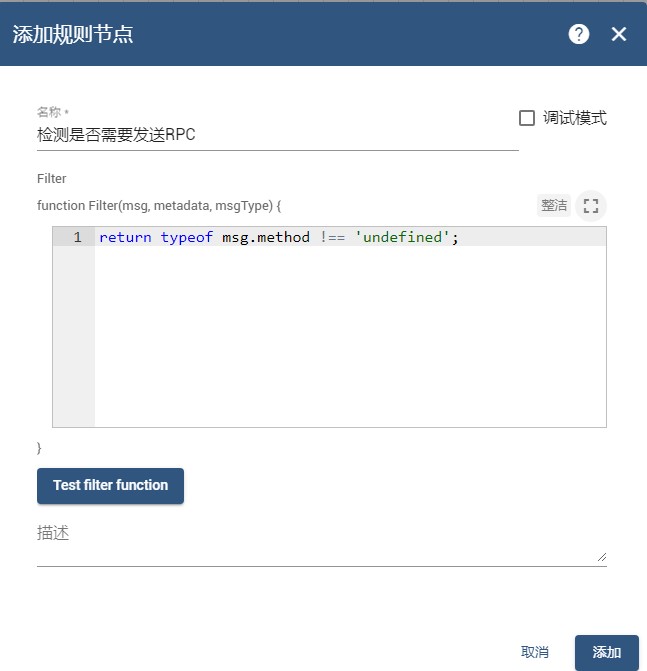 添加规则节点
名称 *
检测是否需要发送RPC
调试模式
Filter
function Filter(msg, metadata, msgType) {
整洁
1 return typeof msg.method !== 'undefined';
}
Test filter function
描述
取消
添加